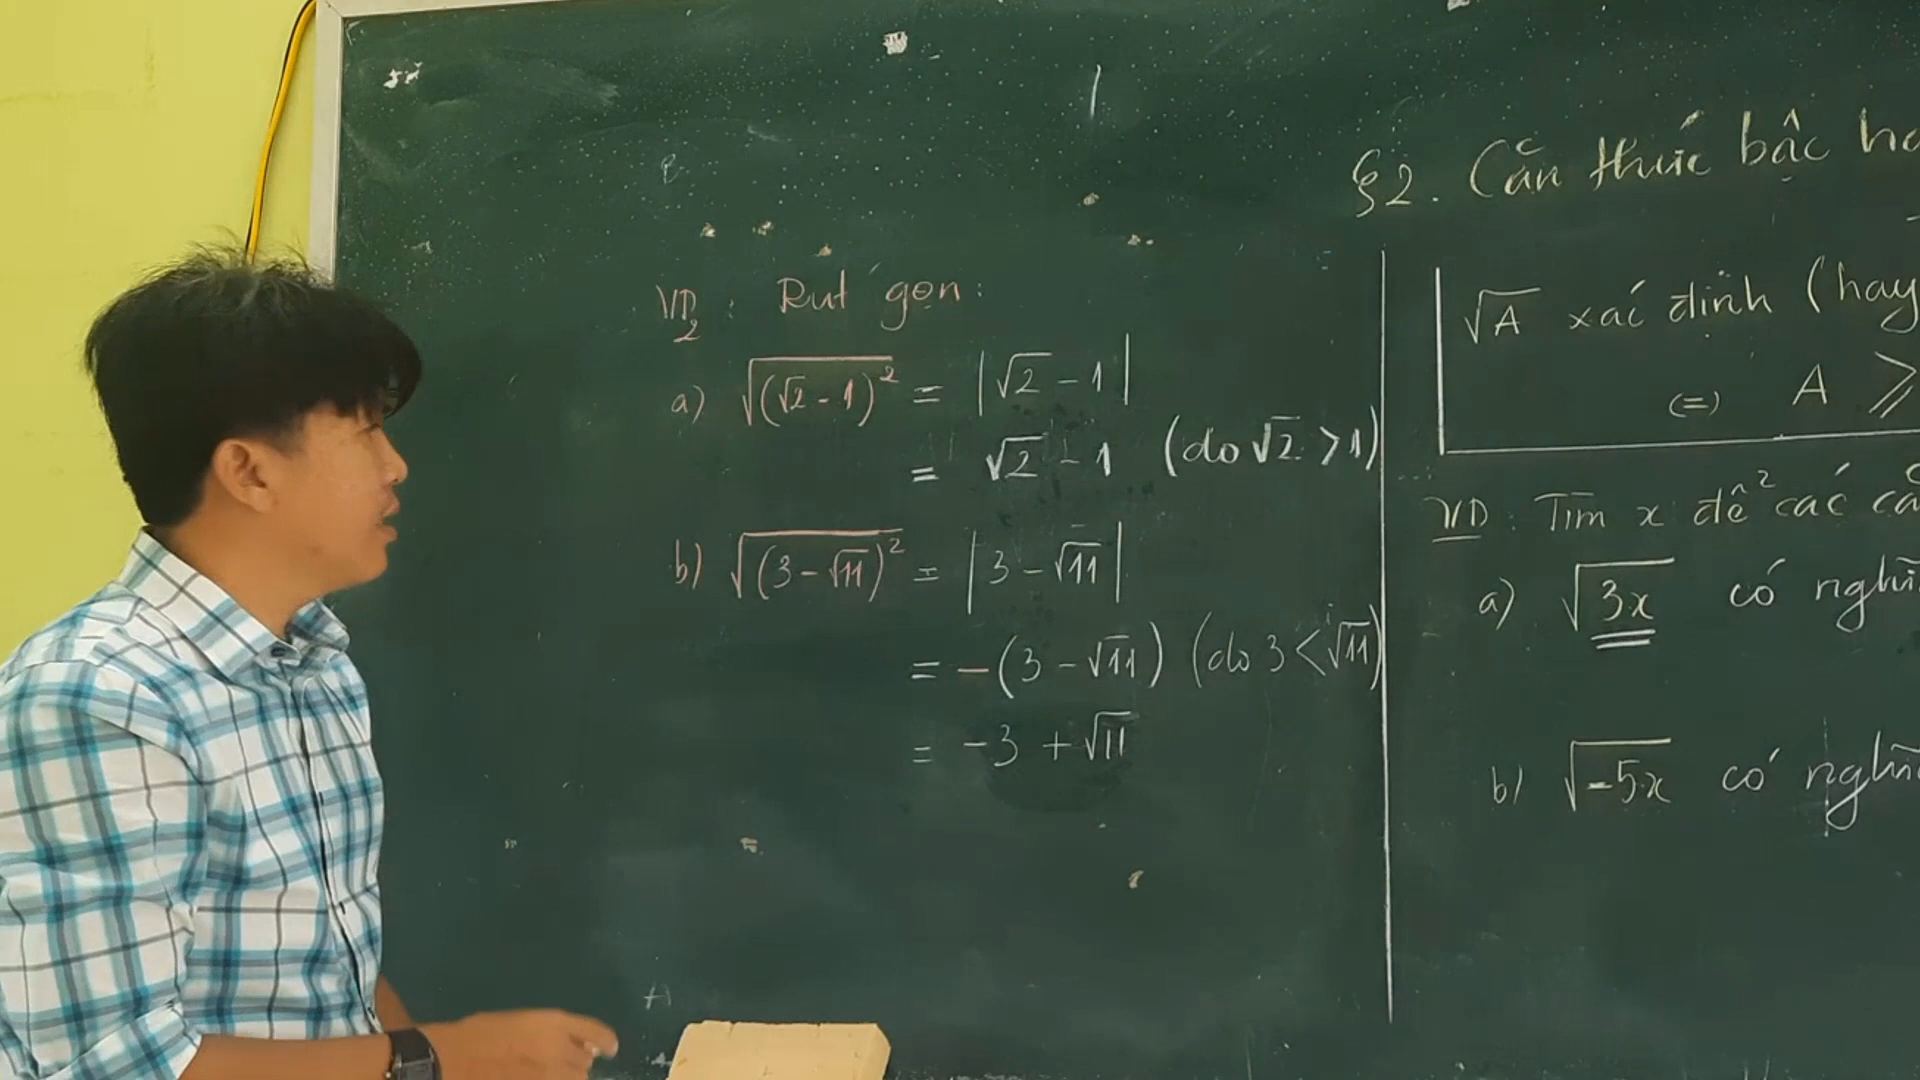 VD2 : Rút gọn:
a) √(√2 - 1)² = |√2 - 1|
= √2 - 1 (do √2 > 1)
b) √(3 - √11)² = |3 - √11|
= -(3 - √11) (do 3 < √11)
= -3 + √11
§2. Căn thức bậc
√A xác định (hay
(=) A ⩾
VD : Tìm x để các
a) √3x có
b) √-5x có